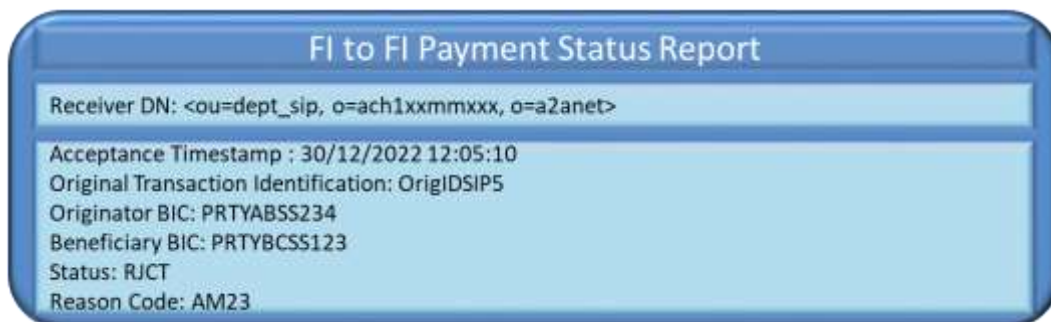 FI to FI Payment Status Report
Receiver DN: <ou=dept_sip, o=ach1xxmmxxx, o=a2anet>
Acceptance Timestamp : 30/12/2022 12:05:10
Original Transaction Identification: OrigIDSIP5
Originator BIC: PRTYABSS234
Beneficiary BIC: PRTYBCSS123
Status: RJCT
Reason Code: AM23